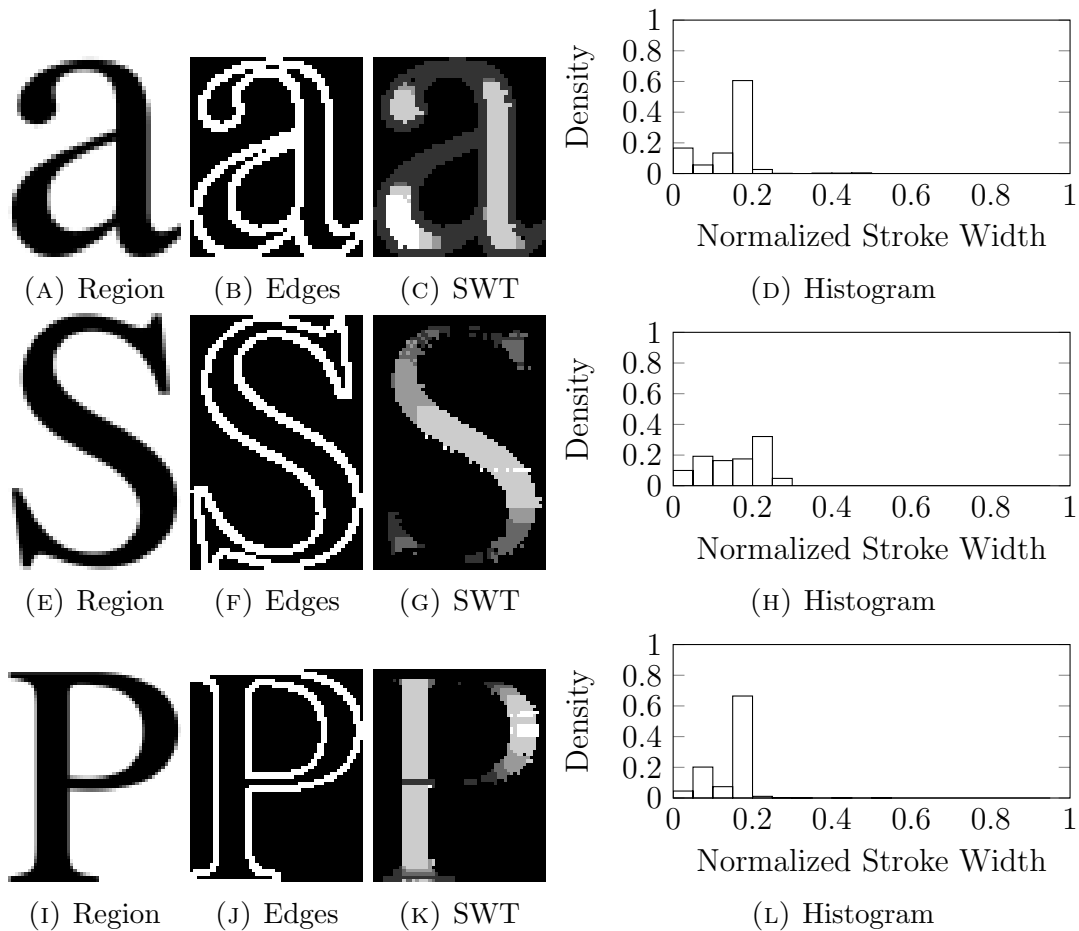 a
1
0.8
0.6
0.4
0.2
0
Density
0 0.2 0.4 0.6 0.8 1
Normalized Stroke Width
(A) Region (B) Edges (C) SWT (D) Histogram
S
1
0.8
0.6
0.4
0.2
0
Density
0 0.2 0.4 0.6 0.8 1
Normalized Stroke Width
(E) Region (F) Edges (G) SWT (H) Histogram
P
1
0.8
0.6
0.4
0.2
0
Density
0 0.2 0.4 0.6 0.8 1
Normalized Stroke Width
(I) Region (J) Edges (K) SWT (L) Histogram